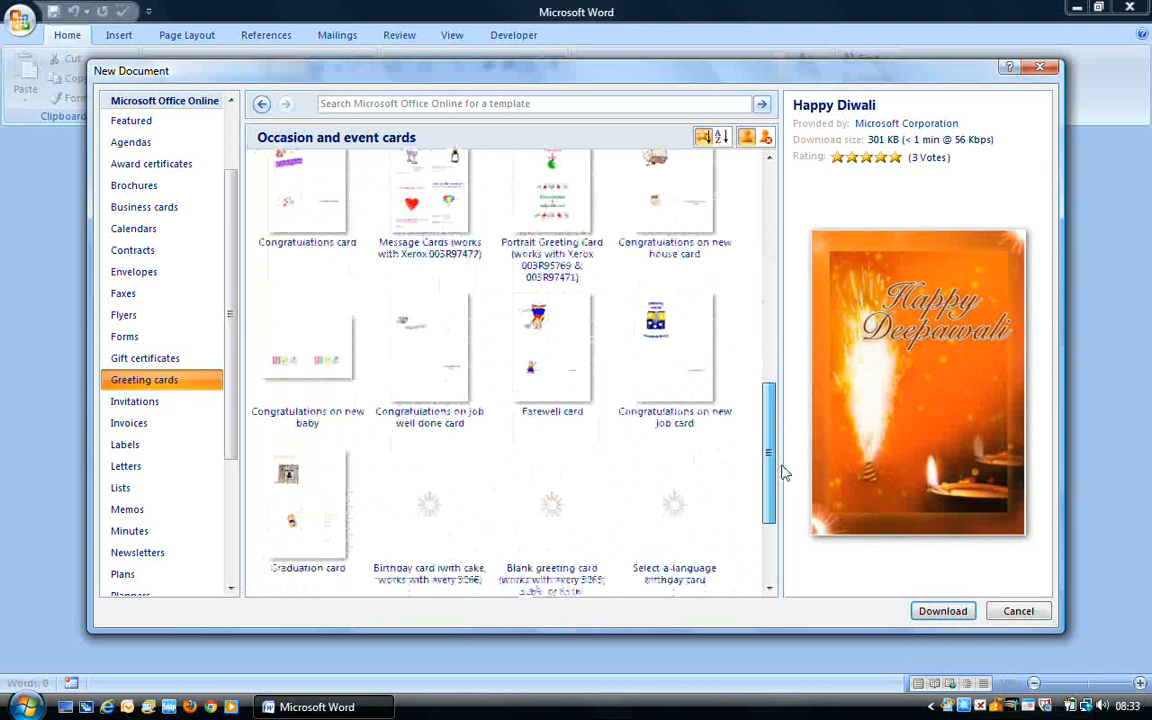 Microsoft Word
Home Insert Page Layout References Mailings Review View Developer
Cut
Copy
Paste
Clipboard
New Document
Microsoft Office Online
Featured
Agendas
Award certificates
Brochures
Business cards
Calendars
Contracts
Envelopes
Faxes
Flyers
Forms
Gift certificates
Greeting cards
Invitations
Invoices
Labels
Letters
Lists
Memos
Minutes
Newsletters
Plans
Planners
Search Microsoft Office Online for a template
Occasion and event cards
Congratulations card
Message Cards (works
with Xerox 003R97477)
Portrait Greeting Card
(works with Xerox
003R95769 &
003R97471)
Congratulations on new
house card
Congratulations on new
baby
Congratulations on job
well done card
Farewell card
Congratulations on new
job card
Graduation card
Birthday card (with cake,
works with avery 3266,
Blank greeting card
(works with avery 3265,
Select-a-language
birthday card
Happy Diwali
Provided by: Microsoft Corporation
Download size: 301 KB (< 1 min @ 56 Kbps)
Rating: (3 Votes)
Happy
Deepawali
Download
Cancel
Words: 0
Microsoft Word
08:33